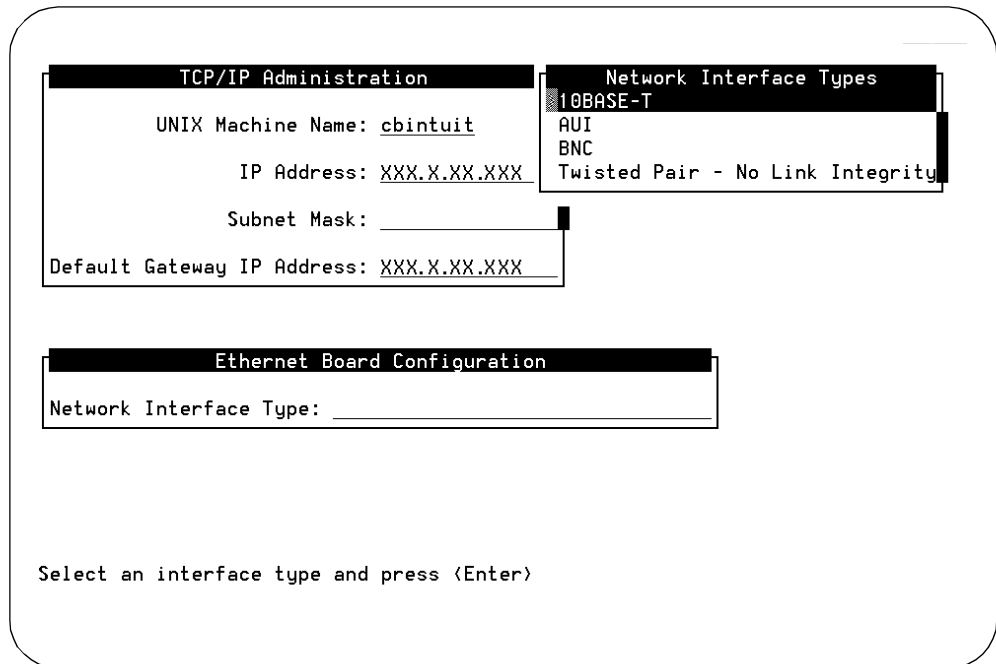 TCP/IP Administration
UNIX Machine Name: cbintuit
IP Address: XXX.X.XX.XXX
Subnet Mask:
Default Gateway IP Address: XXX.X.XX.XXX
Network Interface Types
10BASE-T
AUI
BNC
Twisted Pair - No Link Integrity
Ethernet Board Configuration
Network Interface Type:
Select an interface type and press <Enter>